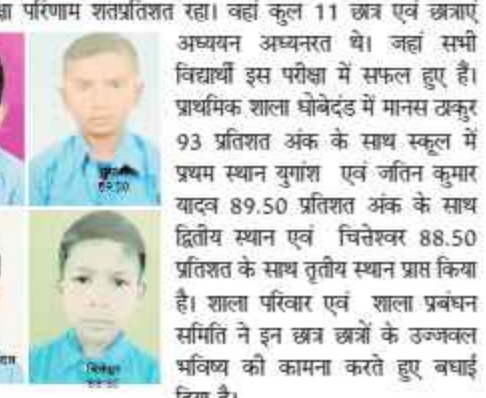 परिणाम शतप्रतिशत रहा। वहां कुल 11 छात्र एवं छात्राएं
अध्ययन अध्यनरत थे। जहां सभी
विद्यार्थी इस परीक्षा में सफल हुए हैं।
प्राथमिक शाला घोबेदंड में मानस ठाकुर
93 प्रतिशत अंक के साथ स्कूल में
प्रथम स्थान युगांश एवं जतिन कुमार
यादव 89.50 प्रतिशत अंक के साथ
द्वितीय स्थान एवं चित्तेश्वर 88.50
प्रतिशत के साथ तृतीय स्थान प्राप्त किया
है। शाला परिवार एवं शाला प्रबंधन
समिति ने इन छात्र छात्रों के उज्जवल
भविष्य की कामना करते हुए बधाई
दिया है।
89.50